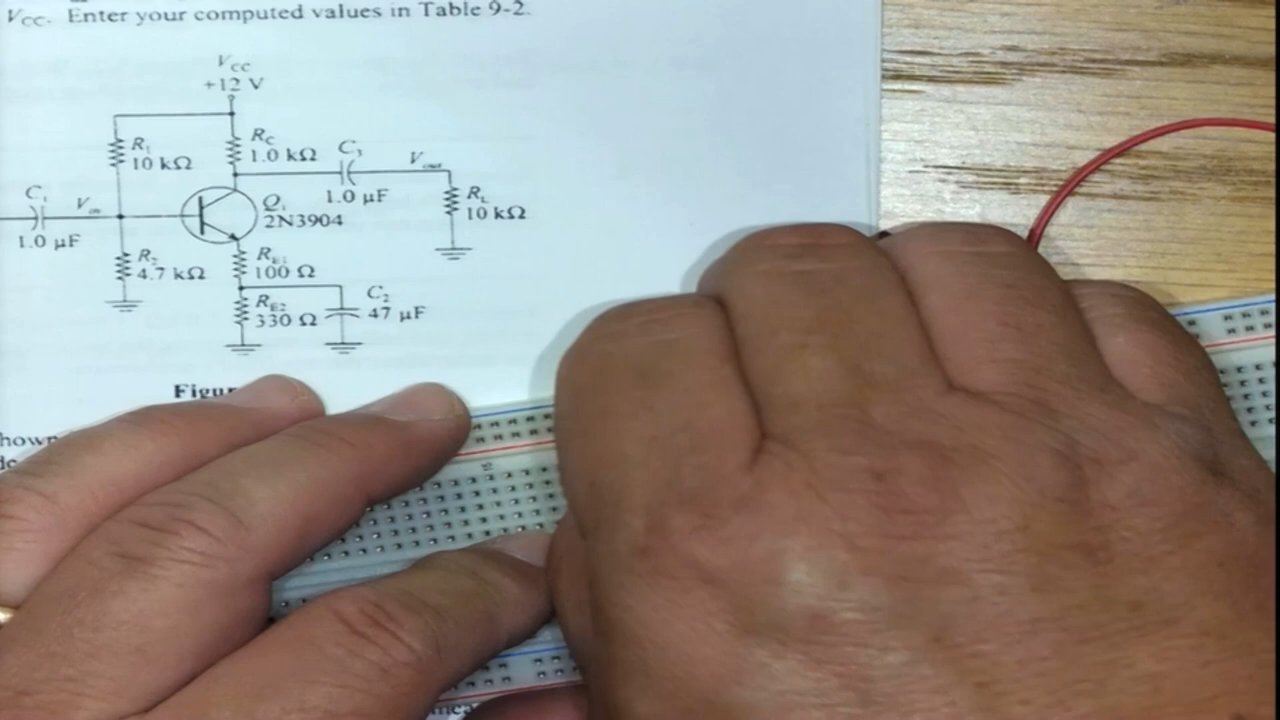 VCC. Enter your computed values in Table 9-2.
VCC
+12 V
R1
10 kΩ
RC
1.0 kΩ
C3
1.0 μF
Vout
RL
10 kΩ
C1
1.0 μF
Vin
Q1
2N3904
R2
4.7 kΩ
RE1
100 Ω
RE2
330 Ω
C2
47 μF